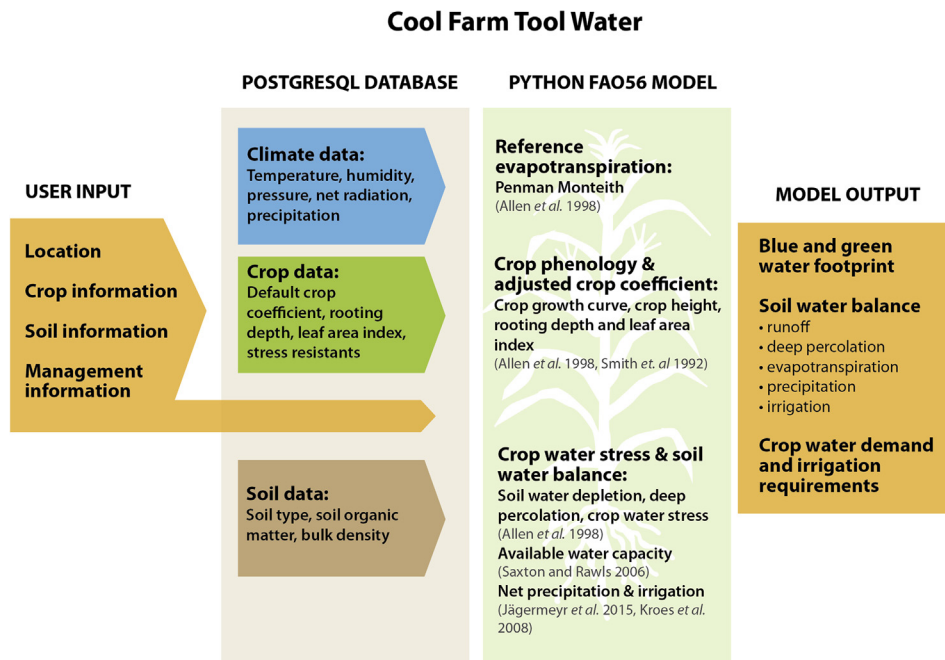 Cool Farm Tool Water
USER INPUT
Location
Crop information
Soil information
Management
information
POSTGRESQL DATABASE
Climate data:
Temperature, humidity,
pressure, net radiation,
precipitation
Crop data:
Default crop
coefficient, rooting
depth, leaf area index,
stress resistants
Soil data:
Soil type, soil organic
matter, bulk density
PYTHON FAO56 MODEL
Reference
evapotranspiration:
Penman Monteith
(Allen et al. 1998)
Crop phenology &
adjusted crop coefficient:
Crop growth curve, crop height,
rooting depth and leaf area
index
(Allen et al. 1998, Smith et. al 1992)
Crop water stress & soil
water balance:
Soil water depletion, deep
percolation, crop water stress
(Allen et al. 1998)
Available water capacity
(Saxton and Rawls 2006)
Net precipitation & irrigation
(Jägermeyr et al. 2015, Kroes et al.
2008)
MODEL OUTPUT
Blue and green
water footprint
Soil water balance
• runoff
• deep percolation
• evapotranspiration
• precipitation
• irrigation
Crop water demand
and irrigation
requirements